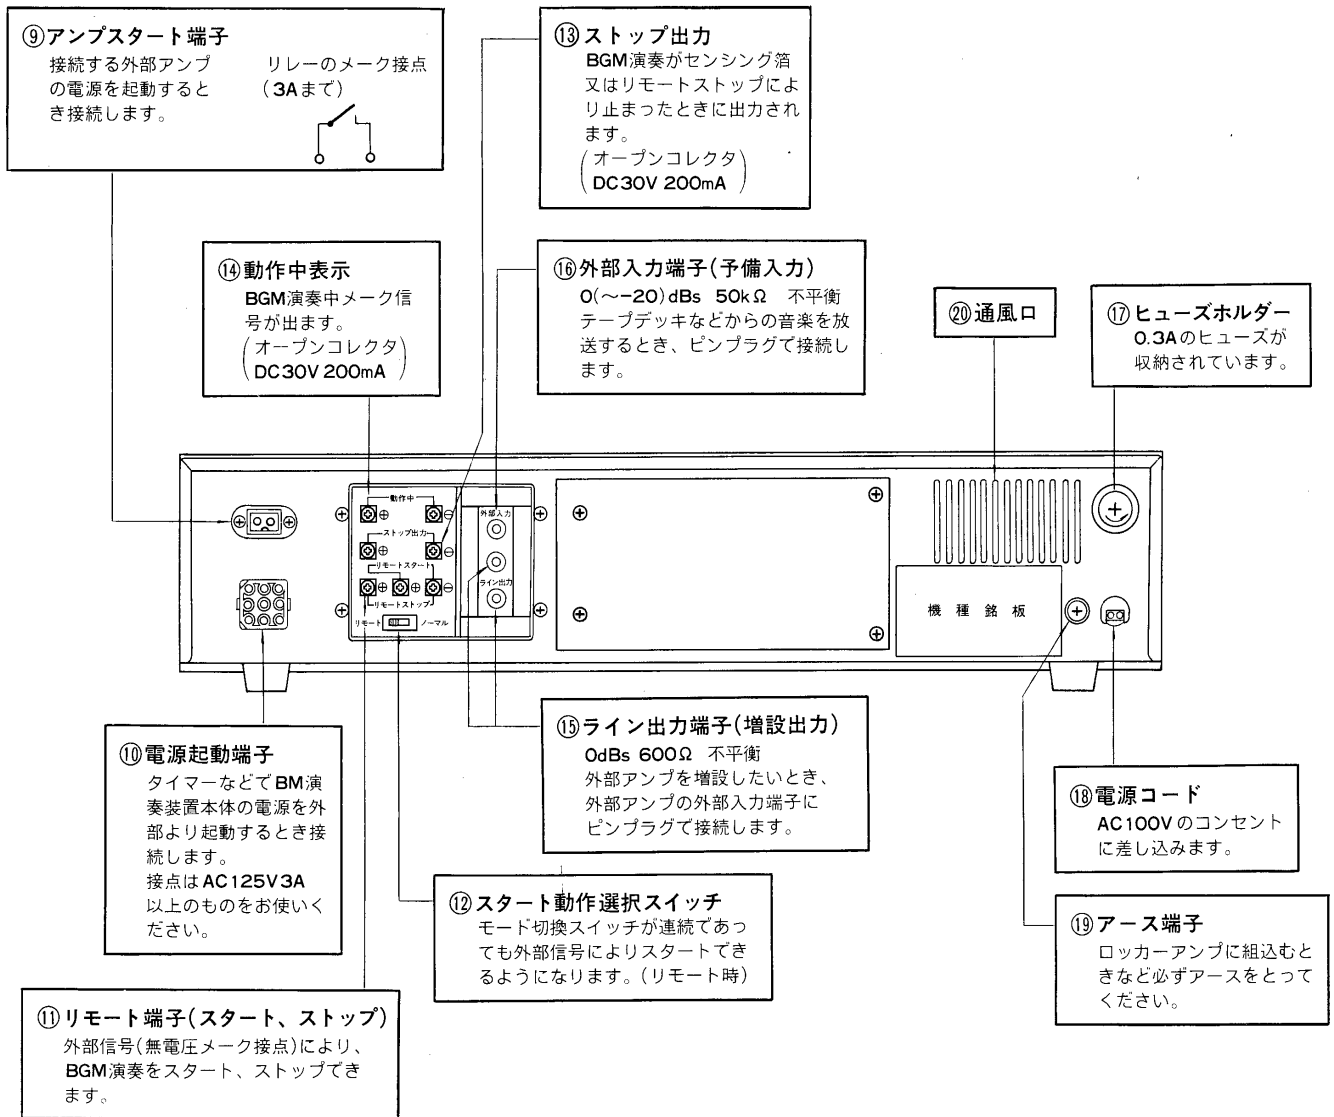 ⑨アンプスタート端子
接続する外部アンプ
の電源を起動すると
き接続します。
リレーのメーク接点
(3Aまで)
⑬ストップ出力
BGM演奏がセンシング箔
又はリモートストップによ
り止まったときに出力され
ます。
(オープンコレクタ
DC30V 200mA)
⑭動作中表示
BGM演奏中メーク信
号が出ます。
(オープンコレクタ
DC30V 200mA)
⑯外部入力端子(予備入力)
0(〜−20)dBs 50kΩ 不平衡
テープデッキなどからの音楽を放
送するとき、ピンプラグで接続し
ます。
⑳通風口
⑰ヒューズホルダー
0.3Aのヒューズが
収納されています。
動作中
⊕ ⊖
ストップ出力
⊕ ⊖
リモートスタート
⊕ ⊕ ⊖
リモートストップ
リモート ノーマル
外部入力
ライン出力
機種銘板
⑩電源起動端子
タイマーなどでBM演
奏装置本体の電源を外
部より起動するとき接
続します。
接点はAC125V3A
以上のものをお使いく
ださい。
⑮ライン出力端子(増設出力)
0dBs 600Ω 不平衡
外部アンプを増設したいとき、
外部アンプの外部入力端子に
ピンプラグで接続します。
⑱電源コード
AC100Vのコンセント
に差し込みます。
⑫スタート動作選択スイッチ
モード切換スイッチが連続であっ
ても外部信号によりスタートでき
るようになります。(リモート時)
⑲アース端子
ロッカーアンプに組込むと
きなど必ずアースをとって
ください。
⑪リモート端子(スタート、ストップ)
外部信号(無電圧メーク接点)により、
BGM演奏をスタート、ストップでき
ます。